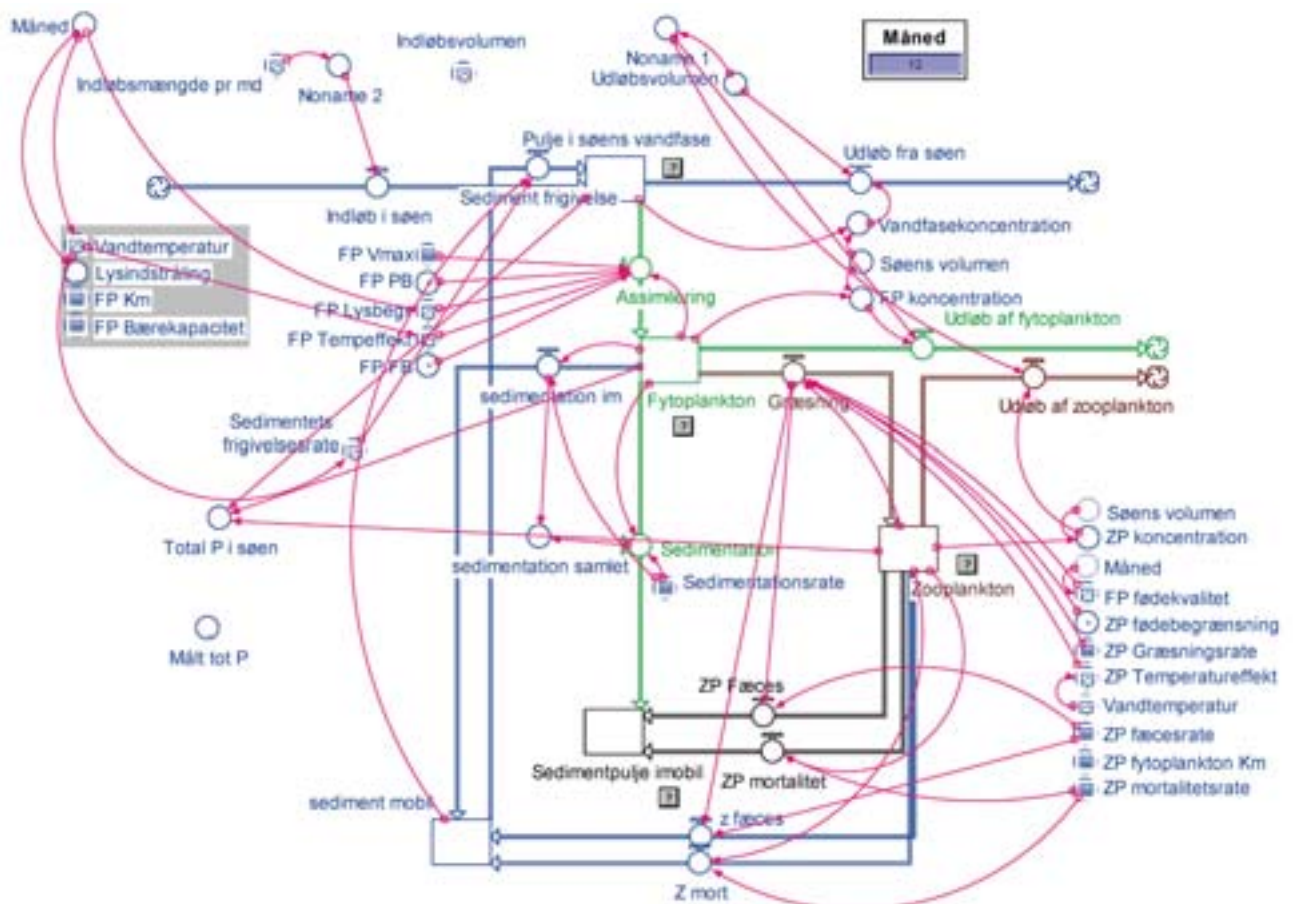 Måned
Indløbsvolumen
Noname 1
Udløbsvolumen
Måned
12
Indløbsmængde pr md
Noname 2
Pulje i søens vandfase
?
Udløb fra søen
Sediment frigivelse
Indløb i søen
Vandfasekoncentration
Vandtemperatur
Lysindstråling
FP Km
FP Bærekapacitet
FP Vmaxi
FP PB
FP Lysbegr
FP Tempeffekt
FP FB
Assimilering
Søens volumen
FP koncentration
Udløb af fytoplankton
sedimentation im
Fytoplankton
?
Græsning
Udløb af zooplankton
Sedimentets
frigivelsesrate
Total P i søen
sedimentation samlet
Sedimentation
Sedimentationsrate
?
Zooplankton
Søens volumen
ZP koncentration
Måned
FP fødekvalitet
ZP fødebegrænsning
ZP Græsningsrate
ZP Temperatureffekt
Vandtemperatur
ZP fæcesrate
ZP fytoplankton Km
ZP mortalitetsrate
Målt tot P
ZP Fæces
Sedimentpulje imobil
?
ZP mortalitet
sediment mobil
z fæces
Z mort